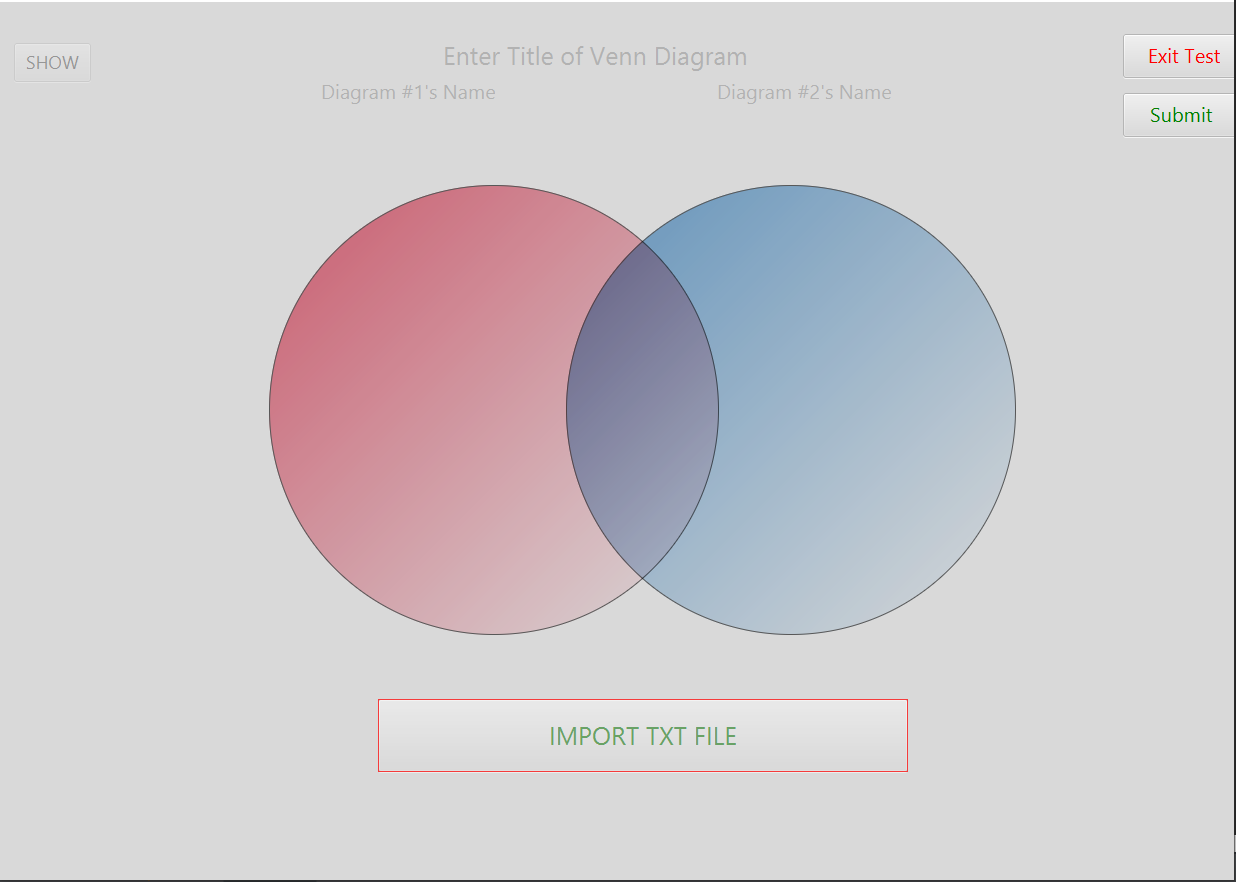 SHOW
Enter Title of Venn Diagram
Exit Test
Diagram #1's Name
Diagram #2's Name
Submit
IMPORT TXT FILE